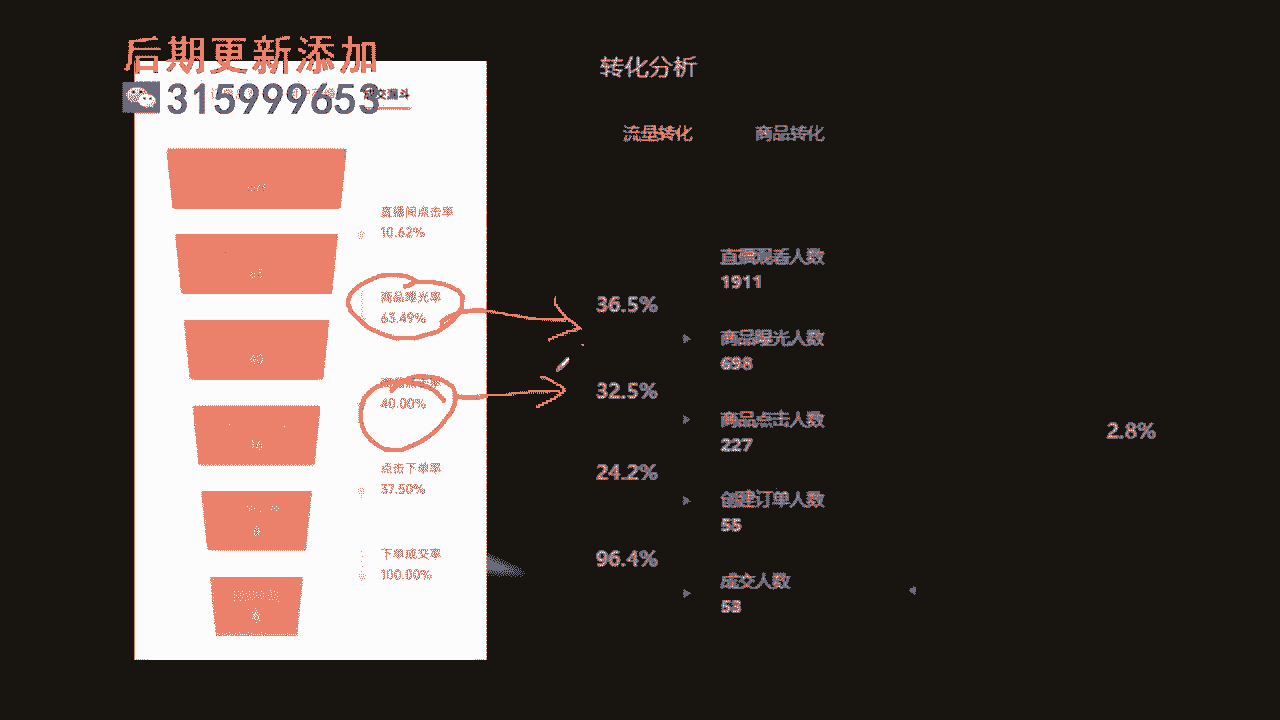 后期更新添加
315999653
成交漏斗
直播间点击率
10.62%
63
商品曝光率
63.49%
40
40.00%
16
点击下单率
37.50%
6
下单成交率
100.00%
6
转化分析
流量转化 商品转化
直播观看人数
1911
36.5%
商品曝光人数
698
32.5%
商品点击人数
227
2.8%
24.2%
创建订单人数
55
96.4%
成交人数
53